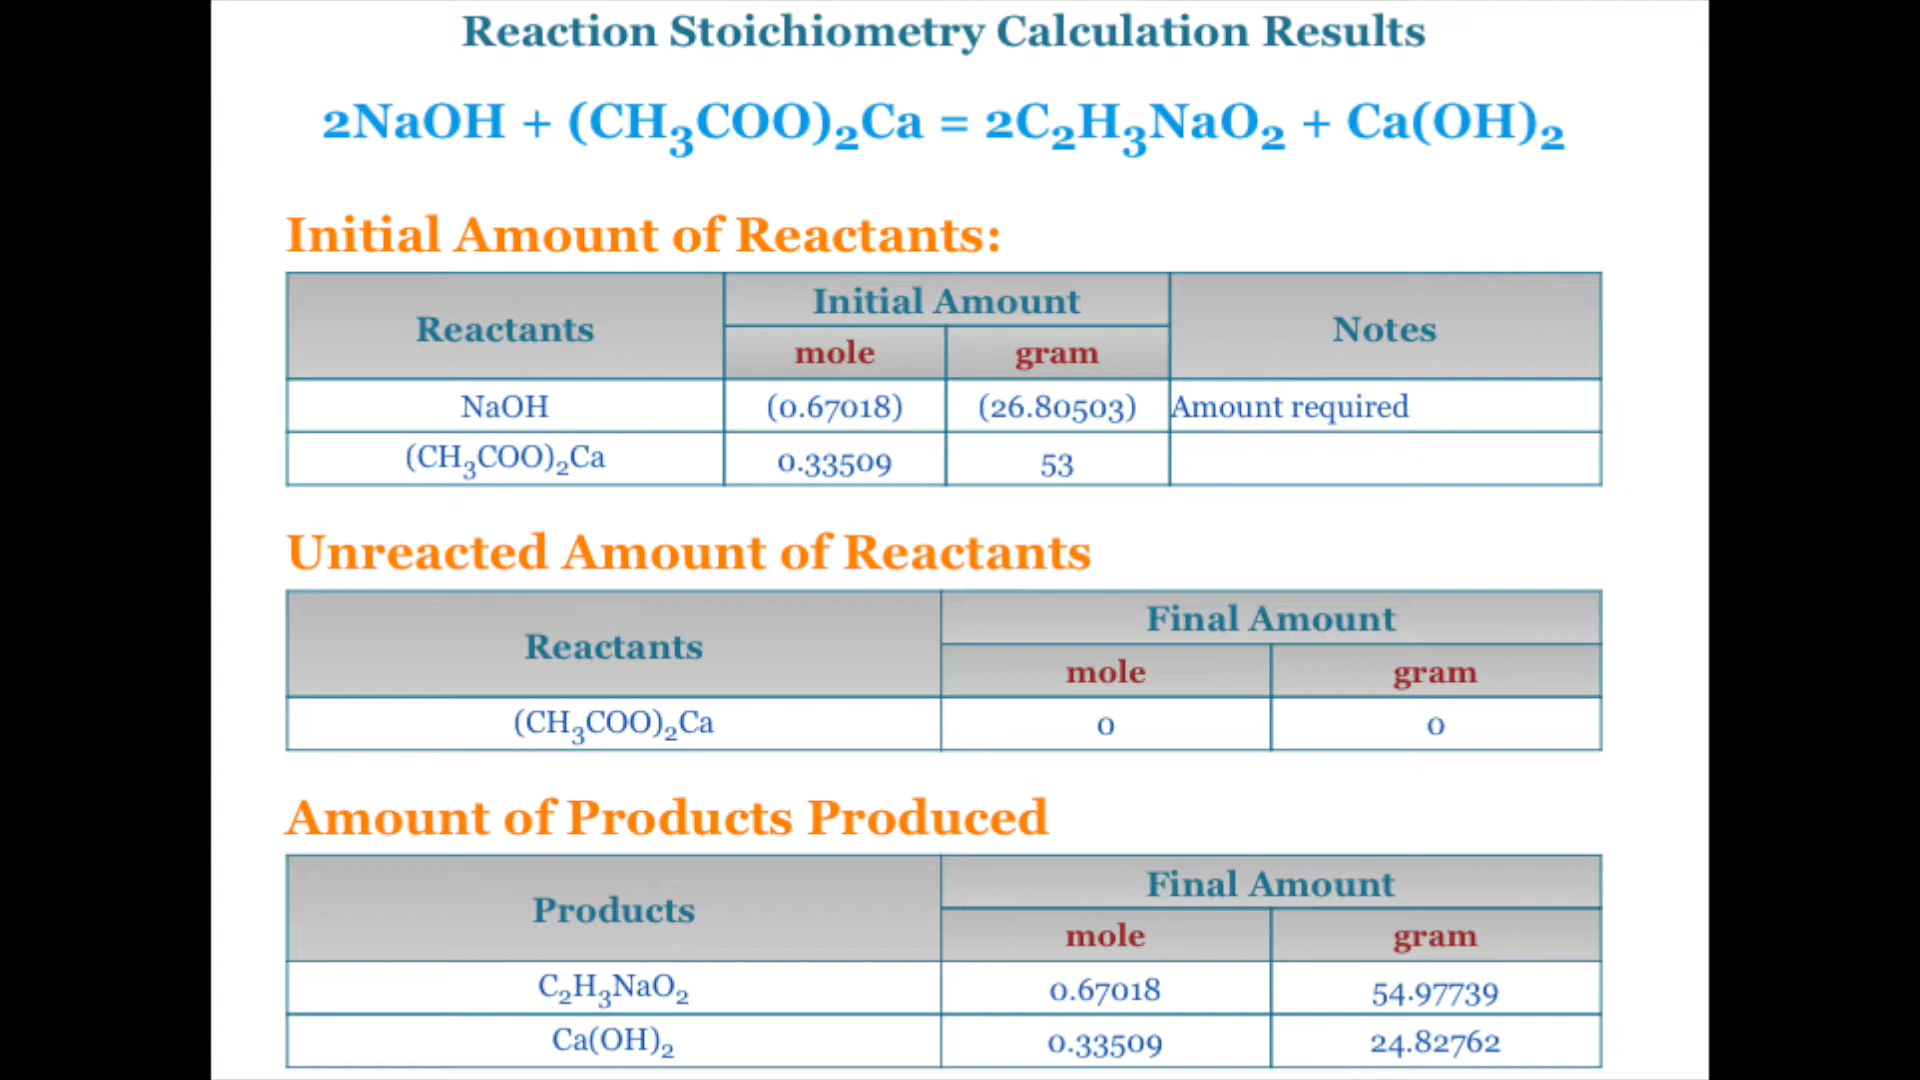 Reaction Stoichiometry Calculation Results
2NaOH + (CH₃COO)₂Ca = 2C₂H₃NaO₂ + Ca(OH)₂
Initial Amount of Reactants:
Reactants Initial Amount Notes
mole gram
NaOH (0.67018) (26.80503) Amount required
(CH₃COO)₂Ca 0.33509 53
Unreacted Amount of Reactants
Reactants Final Amount
mole gram
(CH₃COO)₂Ca 0 0
Amount of Products Produced
Products Final Amount
mole gram
C₂H₃NaO₂ 0.67018 54.97739
Ca(OH)₂ 0.33509 24.82762